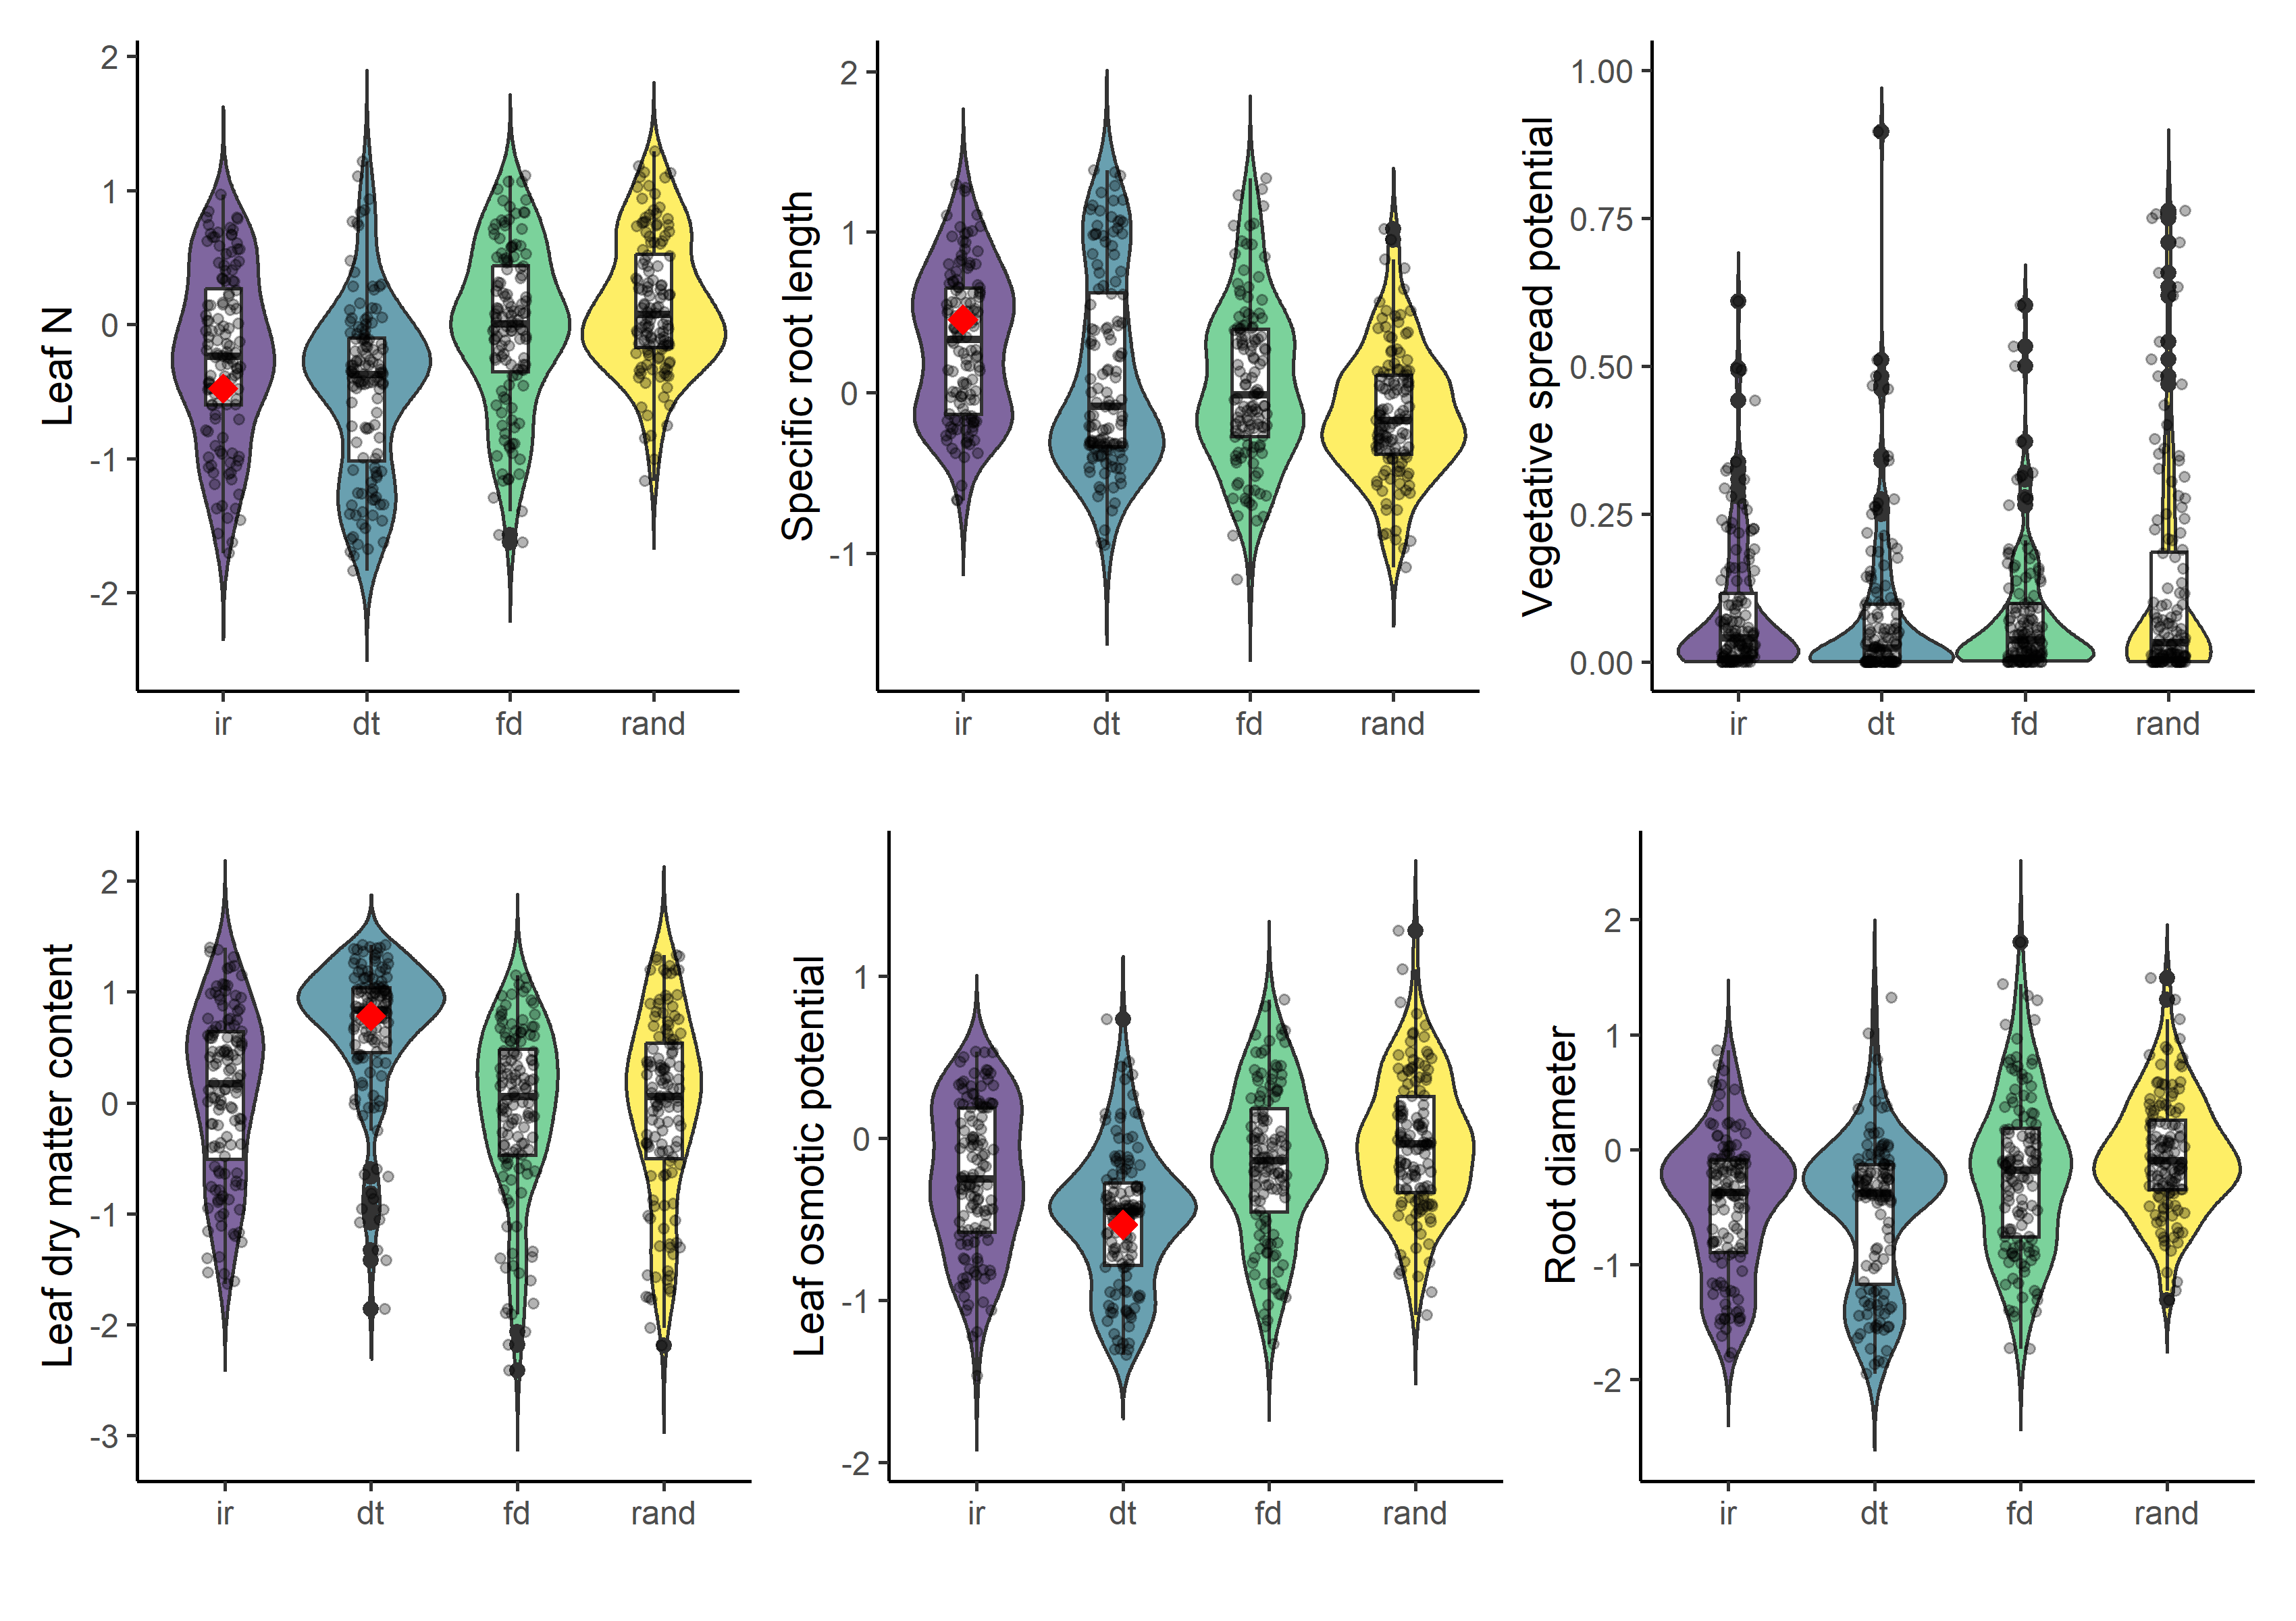 Leaf N
2
1
0
-1
-2
ir dt fd rand
Specific root length
2
1
0
-1
ir dt fd rand
Vegetative spread potential
1.00
0.75
0.50
0.25
0.00
ir dt fd rand
Leaf dry matter content
2
1
0
-1
-2
-3
ir dt fd rand
Leaf osmotic potential
1
0
-1
-2
ir dt fd rand
Root diameter
2
1
0
-1
-2
ir dt fd rand